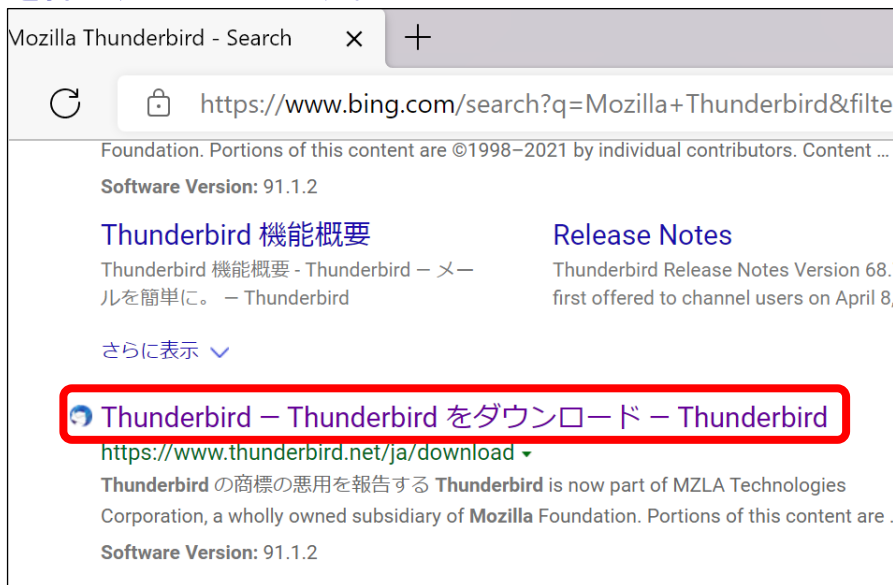 Mozilla Thunderbird - Search
https://www.bing.com/search?q=Mozilla+Thunderbird&filte
Foundation. Portions of this content are ©1998–2021 by individual contributors. Content ...
Software Version: 91.1.2
Thunderbird 機能概要
Thunderbird 機能概要 - Thunderbird — メー
ルを簡単に。 — Thunderbird
Release Notes
Thunderbird Release Notes Version 68.
first offered to channel users on April 8,
さらに表示
Thunderbird — Thunderbird をダウンロード — Thunderbird
https://www.thunderbird.net/ja/download
Thunderbird の商標の悪用を報告する Thunderbird is now part of MZLA Technologies
Corporation, a wholly owned subsidiary of Mozilla Foundation. Portions of this content are .
Software Version: 91.1.2